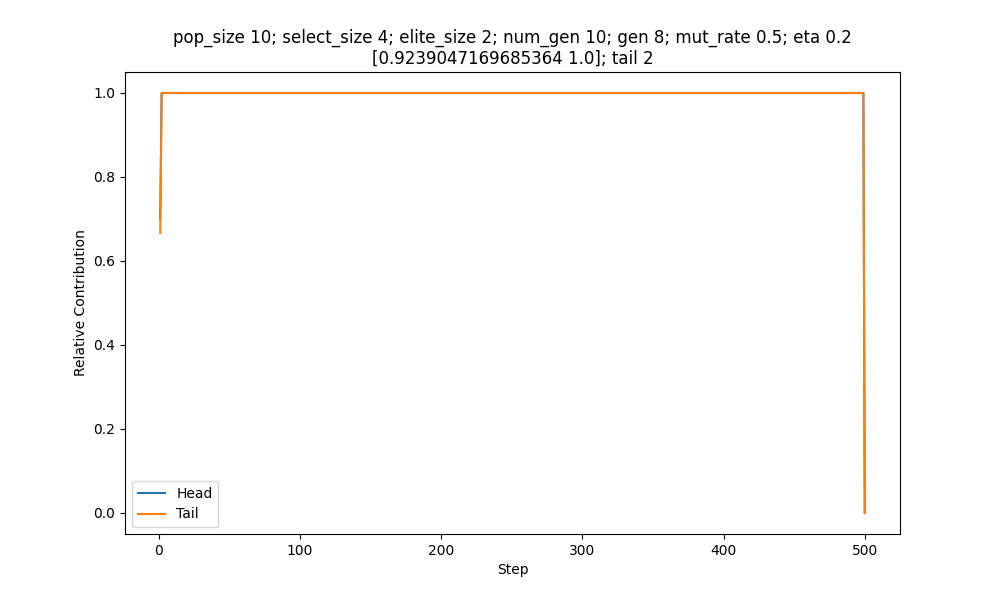 pop_size 10; select_size 4; elite_size 2; num_gen 10; gen 8; mut_rate 0.5; eta 0.2
[0.9239047169685364 1.0]; tail 2
1.0
0.8
0.6
0.4
0.2
0.0
Relative Contribution
Head
Tail
0
100
200
300
400
500
Step